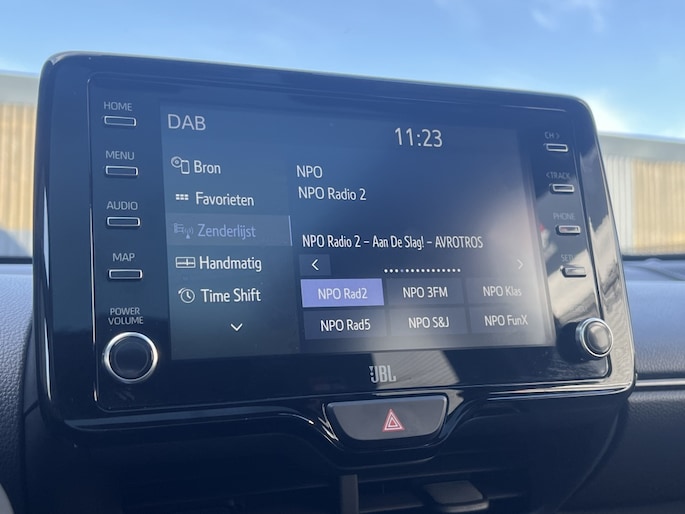 HOME
MENU
AUDIO
MAP
POWER
VOLUME
DAB
11:23
Bron
Favorieten
Zenderlijst
Handmatig
Time Shift
NPO
NPO Radio 2
NPO Radio 2 – Aan De Slag! – AVROTROS
NPO Rad2 NPO 3FM NPO Klas
NPO Rad5 NPO S&J NPO FunX
CH >
< TRACK
PHONE
JBL